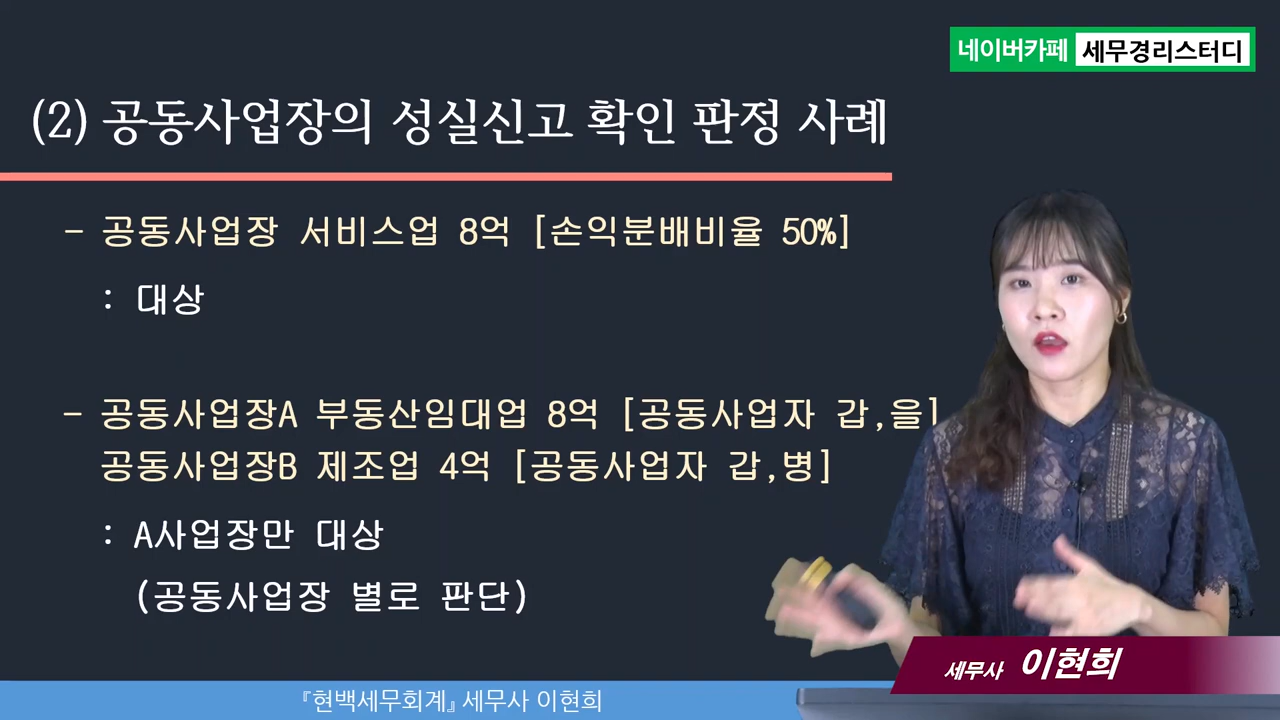 네이버카페 세무경리스터디
(2) 공동사업장의 성실신고 확인 판정 사례
- 공동사업장 서비스업 8억 [손익분배비율 50%]
: 대상
- 공동사업장A 부동산임대업 8억 [공동사업자 갑,을]
공동사업장B 제조업 4억 [공동사업자 갑,병]
: A사업장만 대상
(공동사업장 별로 판단)
세무사 이현희
『현백세무회계』 세무사 이현희